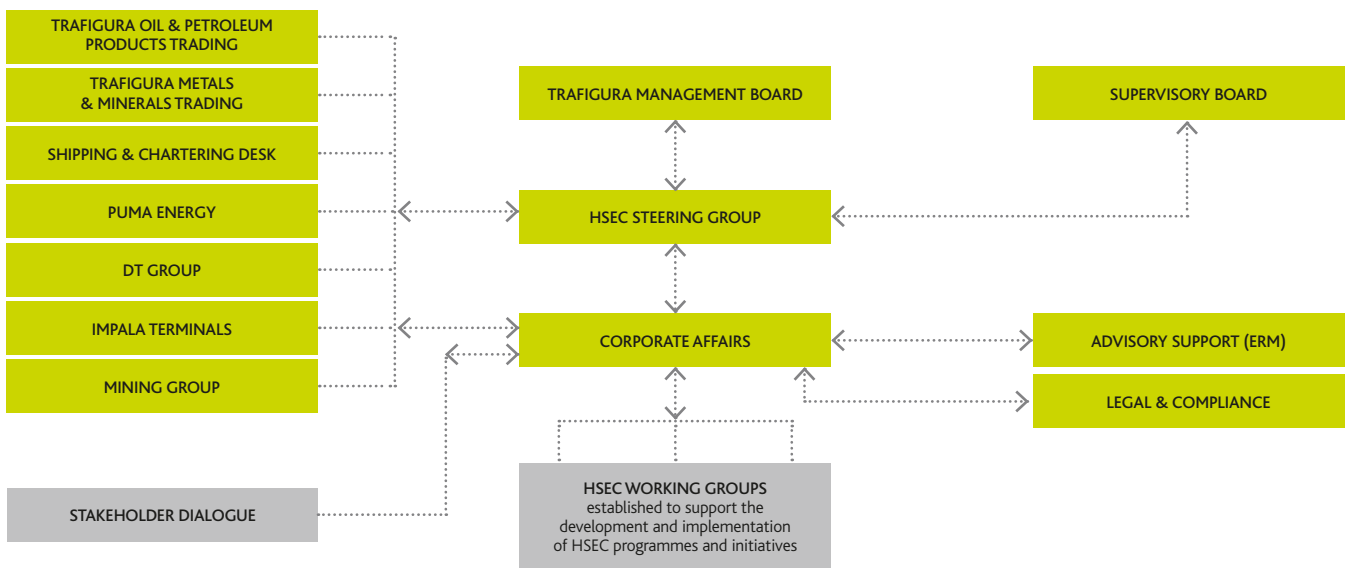 TRAFIGURA OIL & PETROLEUM
PRODUCTS TRADING
TRAFIGURA METALS
& MINERALS TRADING
SHIPPING & CHARTERING DESK
PUMA ENERGY
DT GROUP
IMPALA TERMINALS
MINING GROUP
STAKEHOLDER DIALOGUE
TRAFIGURA MANAGEMENT BOARD
HSEC STEERING GROUP
CORPORATE AFFAIRS
HSEC WORKING GROUPS
established to support the
development and implementation
of HSEC programmes and initiatives
SUPERVISORY BOARD
ADVISORY SUPPORT (ERM)
LEGAL & COMPLIANCE